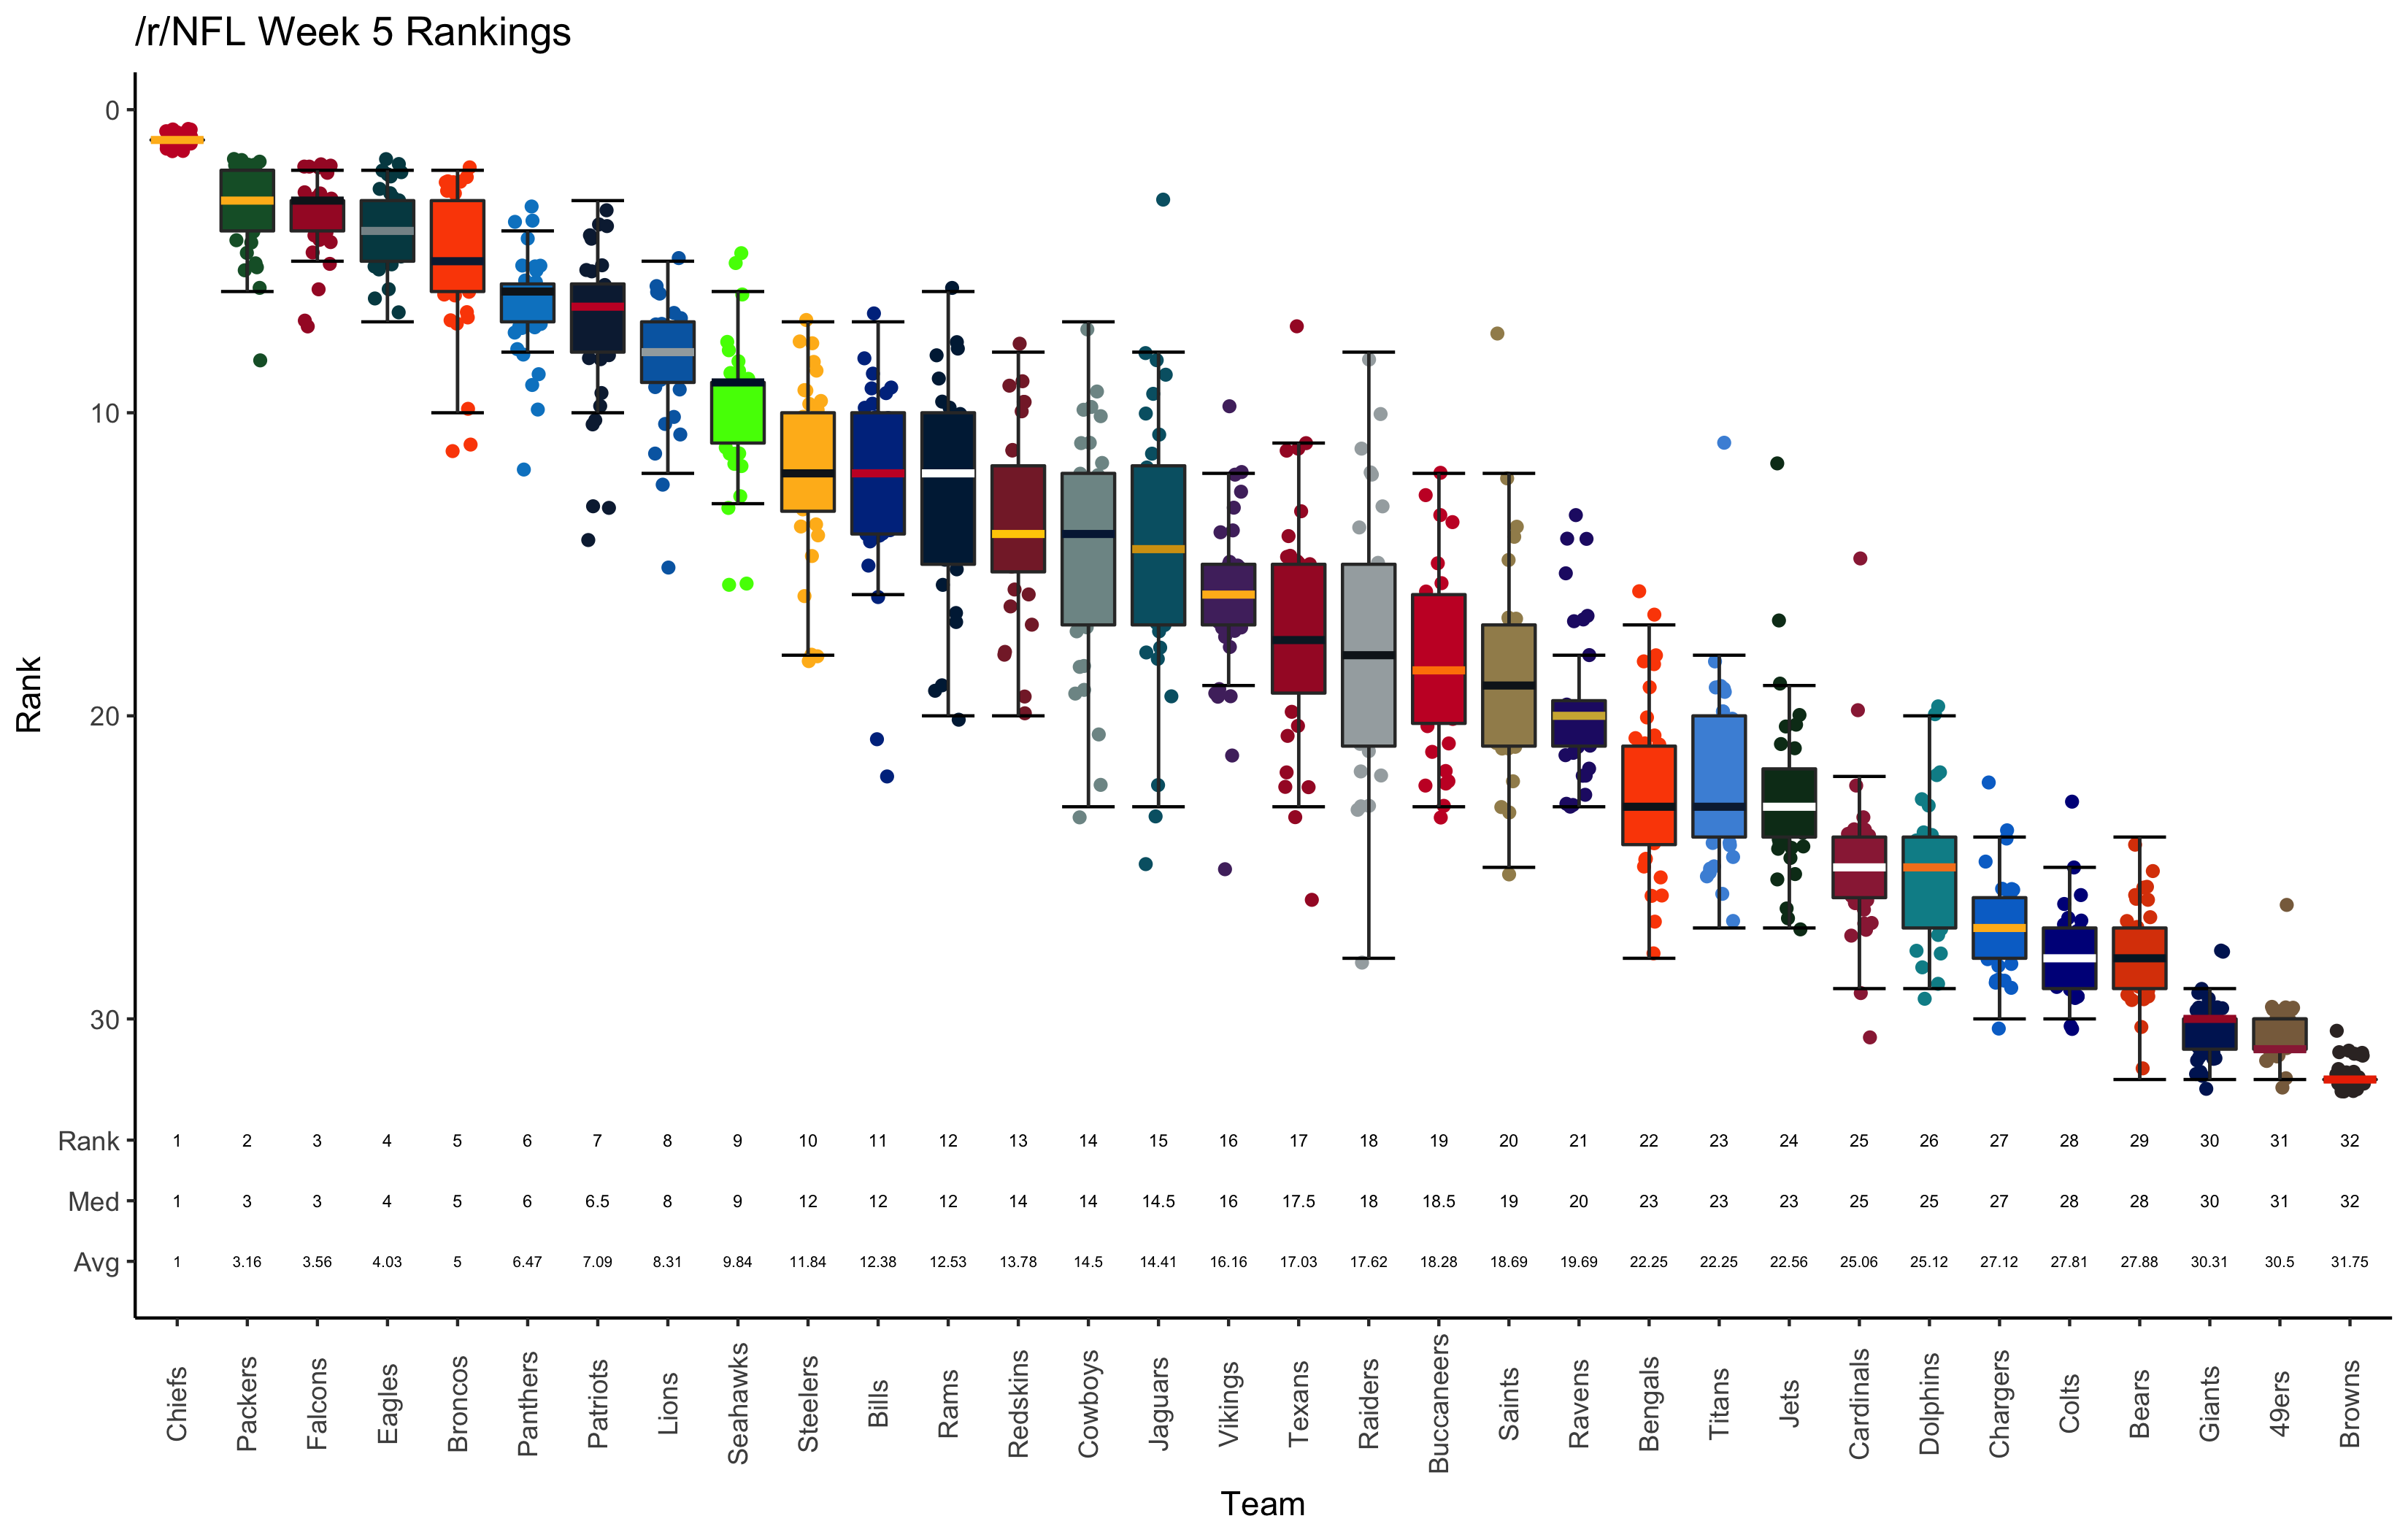 /r/NFL Week 5 Rankings
0
10
20
30
Rank
Rank 1 2 3 4 5 6 7 8 9 10 11 12 13 14 15 16 17 18 19 20 21 22 23 24 25 26 27 28 29 30 31 32
Med 1 3 3 4 5 6 6.5 8 9 12 12 12 14 14 14.5 16 17.5 18 18.5 19 20 23 23 23 25 25 27 28 28 30 31 32
Avg 1 3.16 3.56 4.03 5 6.47 7.09 8.31 9.84 11.84 12.38 12.53 13.78 14.5 14.41 16.16 17.03 17.62 18.28 18.69 19.69 22.25 22.25 22.56 25.06 25.12 27.12 27.81 27.88 30.31 30.5 31.75
Chiefs Packers Falcons Eagles Broncos Panthers Patriots Lions Seahawks Steelers Bills Rams Redskins Cowboys Jaguars Vikings Texans Raiders Buccaneers Saints Ravens Bengals Titans Jets Cardinals Dolphins Chargers Colts Bears Giants 49ers Browns
Team